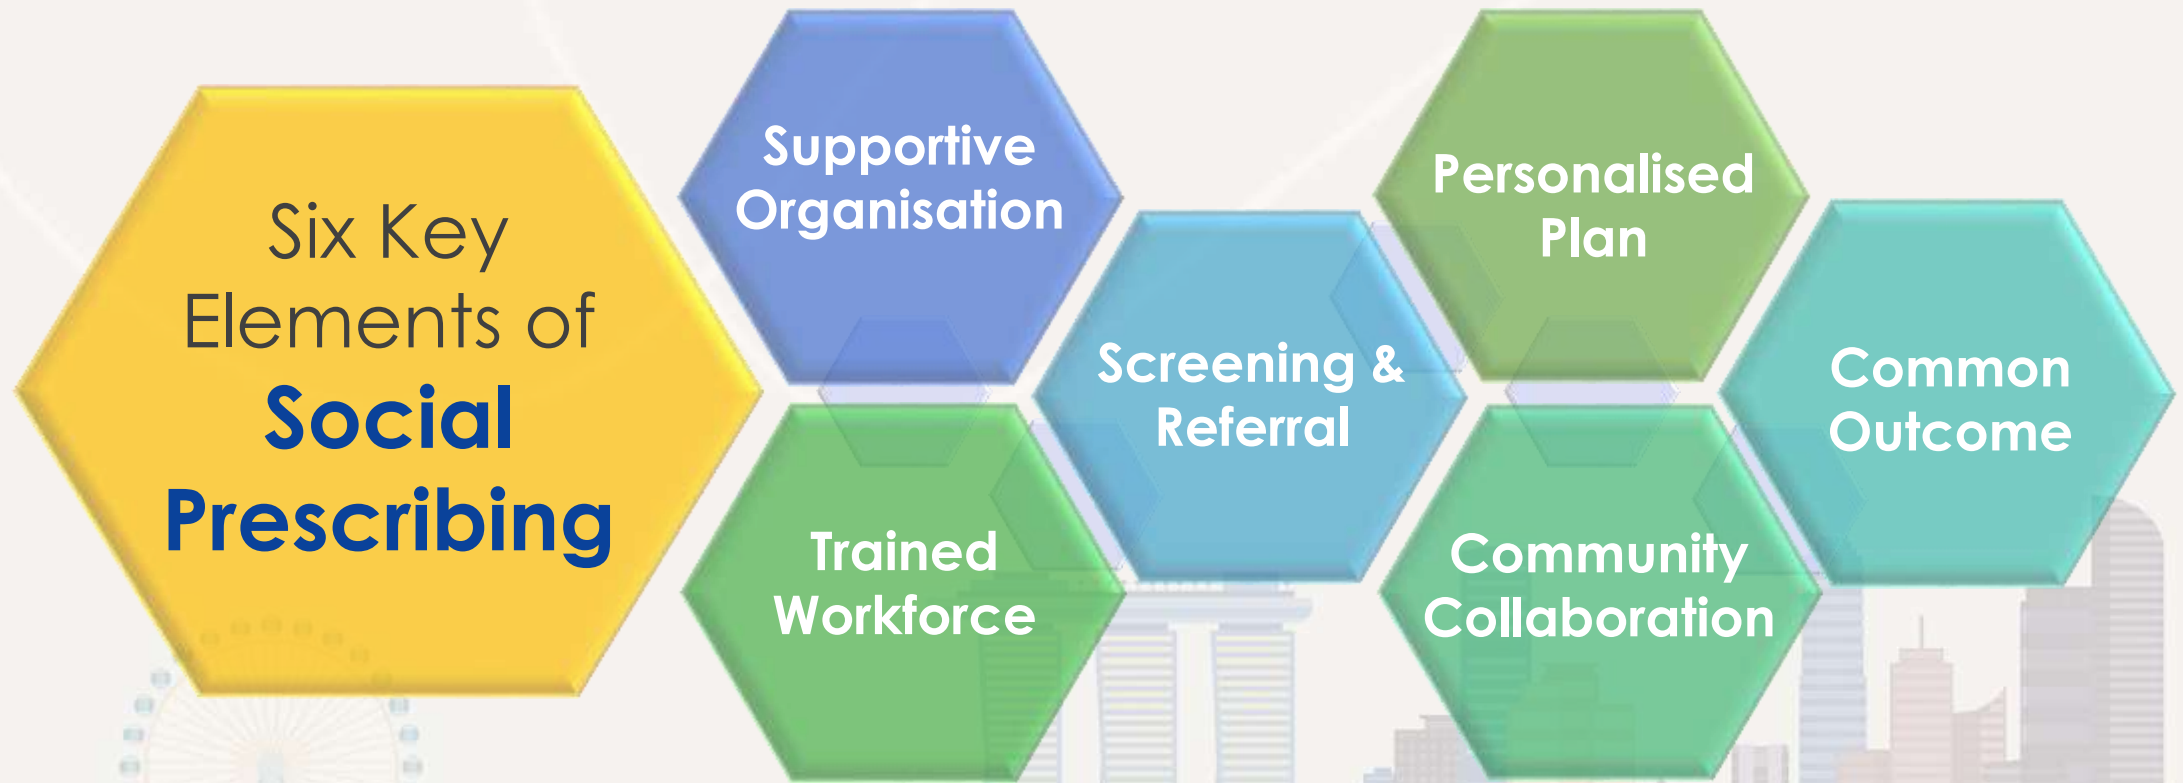 Six Key
Elements of
Social
Prescribing
Supportive
Organisation
Trained
Workforce
Screening &
Referral
Personalised
Plan
Community
Collaboration
Common
Outcome